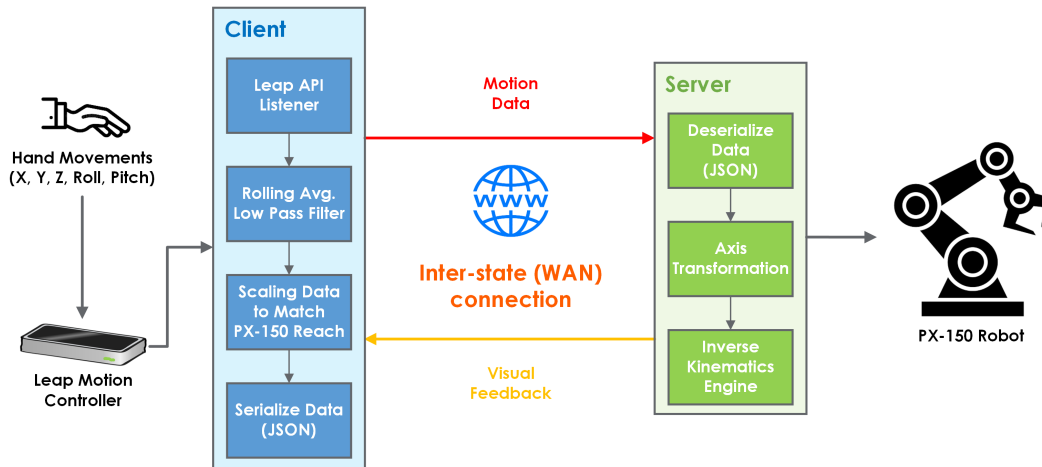 Hand Movements
(X, Y, Z, Roll, Pitch)
Leap Motion
Controller
Client
Leap API
Listener
Rolling Avg.
Low Pass Filter
Scaling Data
to Match
PX-150 Reach
Serialize Data
(JSON)
Motion
Data
www
Inter-state (WAN)
connection
Visual
Feedback
Server
Deserialize
Data
(JSON)
Axis
Transformation
Inverse
Kinematics
Engine
PX-150 Robot